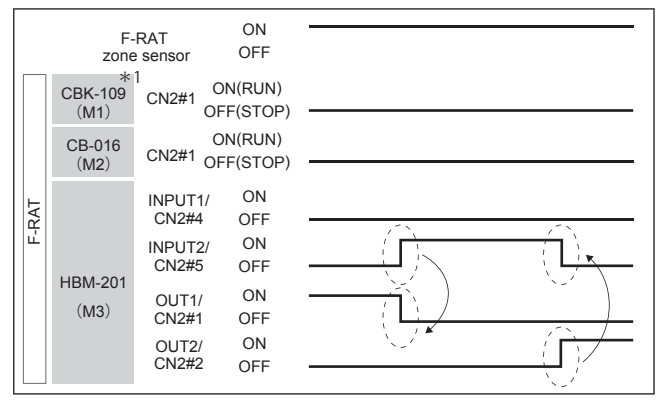 F-RAT
zone sensor
ON
OFF
*1
F-RAT
CBK-109
(M1)
CN2#1
ON(RUN)
OFF(STOP)
CB-016
(M2)
CN2#1
ON(RUN)
OFF(STOP)
HBM-201
(M3)
INPUT1/
CN2#4
ON
OFF
INPUT2/
CN2#5
ON
OFF
OUT1/
CN2#1
ON
OFF
OUT2/
CN2#2
ON
OFF